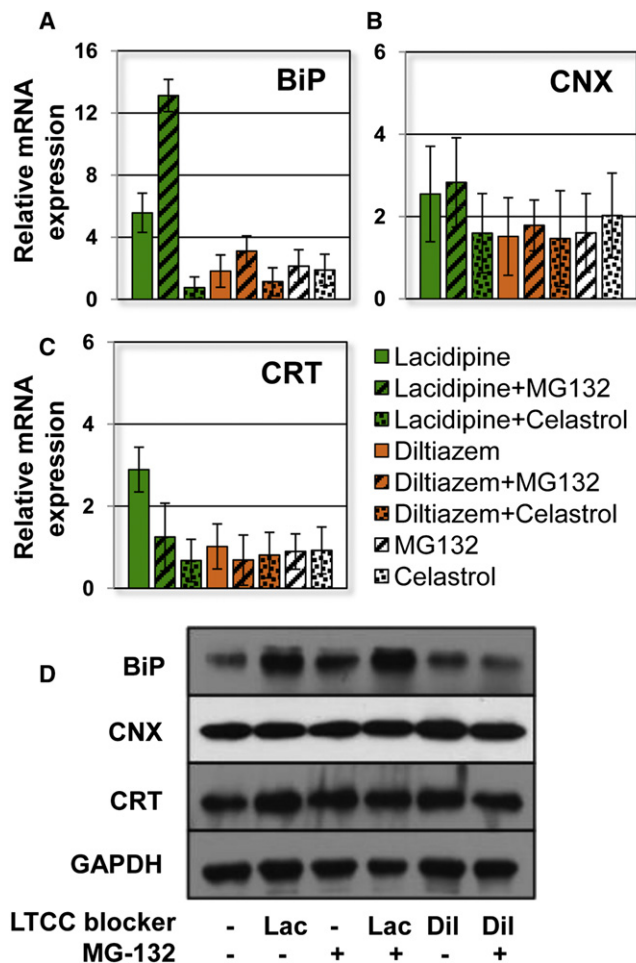 A
B
BiP
CNX
Relative mRNA
expression
16
12
8
4
0
6
4
2
0
C
CRT
Relative mRNA
expression
6
4
2
0
Lacidipine
Lacidipine+MG132
Lacidipine+Celastrol
Diltiazem
Diltiazem+MG132
Diltiazem+Celastrol
MG132
Celastrol
D
BiP
CNX
CRT
GAPDH
LTCC blocker - Lac - Lac Dil Dil
MG-132 - - + + - +